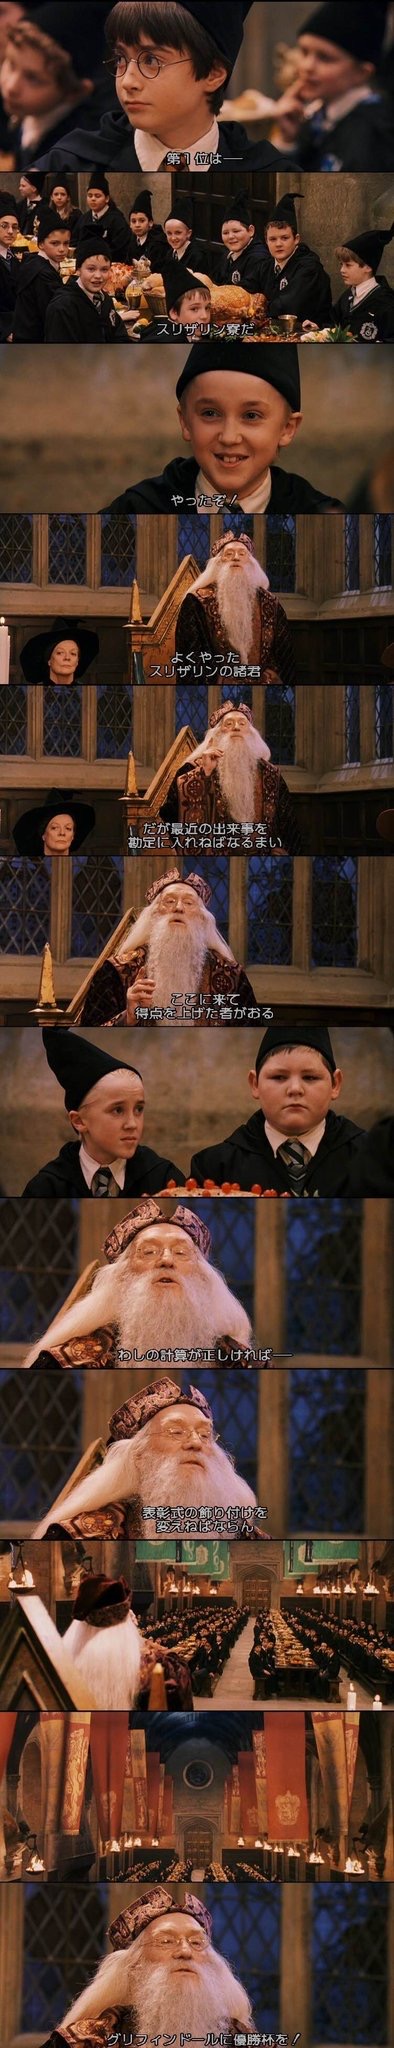 第1位は──
スリザリン寮だ
やったぞ！
よくやった
スリザリンの諸君
だが最近の出来事を
勘定に入れねばなるまい
ここに来て
得点を上げた者がおる
わしの計算が正しければ──
表彰式の飾り付けを
変えねばならん
グリフィンドールに優勝杯を！